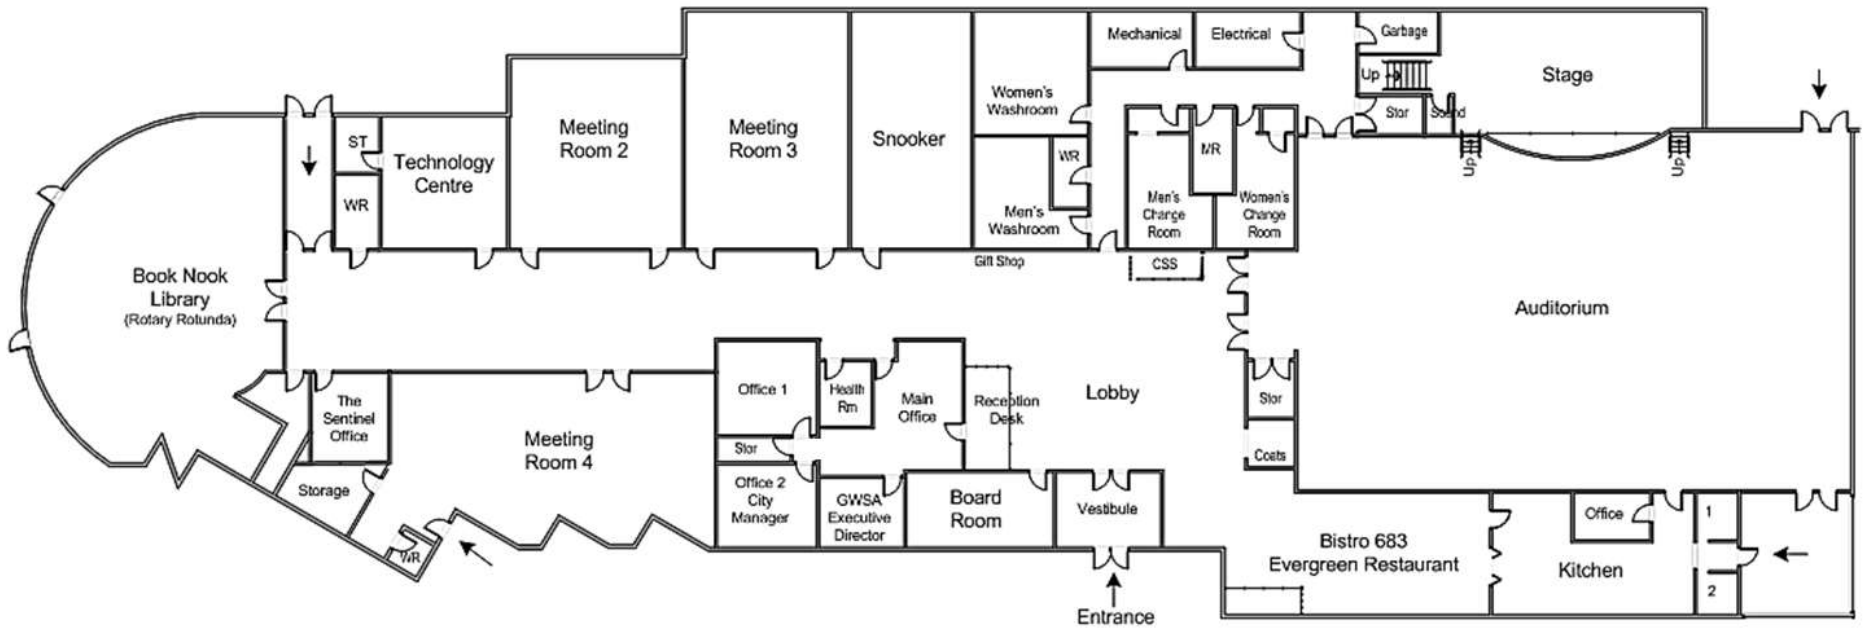 Mechanical
Electrical
Garbage
Up
Stage
Stor
Sound
Women's
Washroom
Meeting
Room 2
Meeting
Room 3
Snooker
ST
Technology
Centre
WR
WR
MR
Up
Up
Men's
Washroom
Men's
Change
Room
Women's
Change
Room
Gift Shop
CSS
Book Nook
Library
(Rotary Rotunda)
Auditorium
Lobby
Office 1
Health
Rm
Main
Office
Reception
Desk
Stor
Coats
The
Sentinel
Office
Meeting
Room 4
Stor
Storage
Office 2
City
Manager
GWSA
Executive
Director
Board
Room
Vestibule
WR
Bistro 683
Evergreen Restaurant
Office
Kitchen
1
2
Entrance